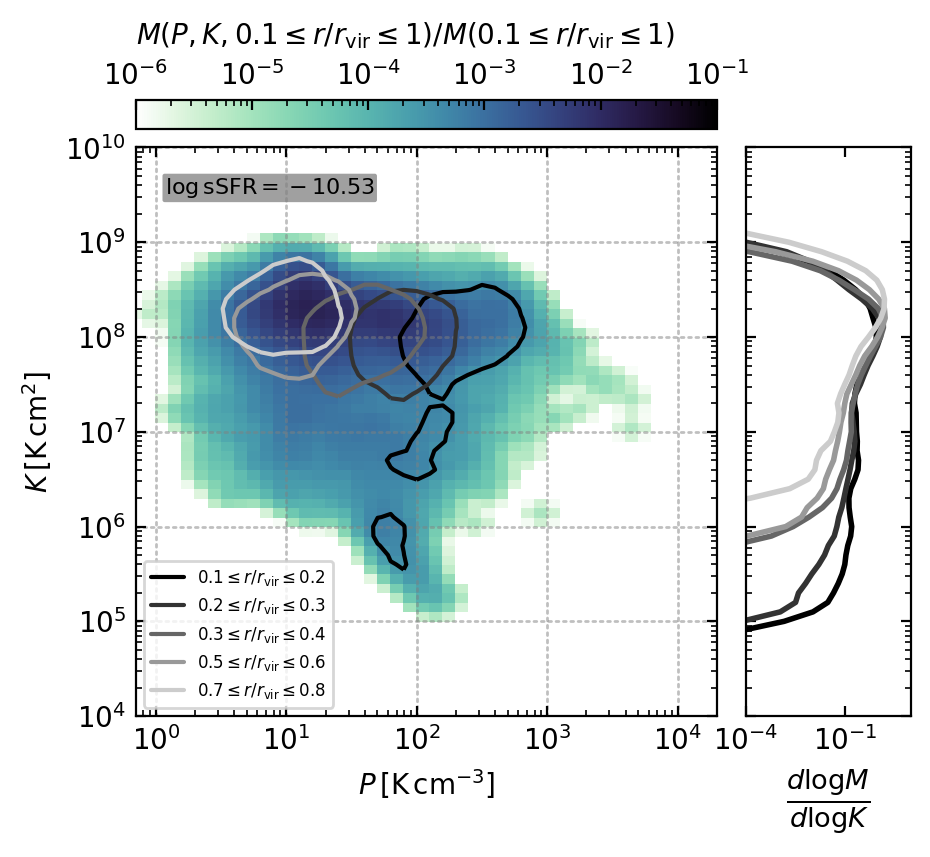 M(P, K, 0.1 ≤ r/r_vir ≤ 1)/M(0.1 ≤ r/r_vir ≤ 1)
10^−6 10^−5 10^−4 10^−3 10^−2 10^−1
log sSFR = −10.53
10^10
10^9
10^8
10^7
10^6
10^5
10^4
K [K cm^2]
0.1 ≤ r/r_vir ≤ 0.2
0.2 ≤ r/r_vir ≤ 0.3
0.3 ≤ r/r_vir ≤ 0.4
0.5 ≤ r/r_vir ≤ 0.6
0.7 ≤ r/r_vir ≤ 0.8
10^0 10^1 10^2 10^3 10^4
P [K cm^−3]
10^−4 10^−1
dlogM
dlogK